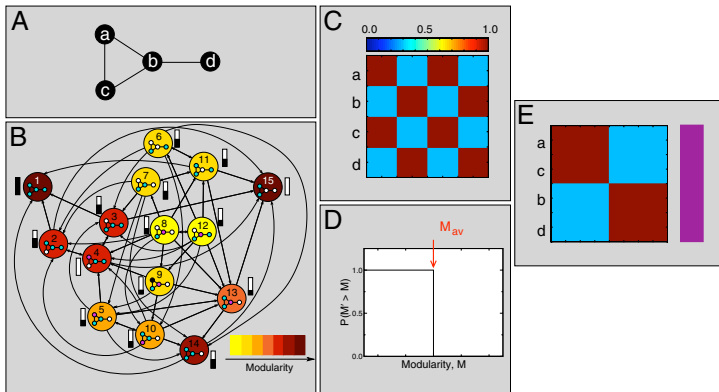 A
a
b
c
d
B
1
2
3
4
5
6
7
8
9
10
11
12
13
14
15
Modularity
C
0.0 0.5 1.0
a
b
c
d
D
M_av
1.0
0.5
0.0
P(M' > M)
Modularity, M
E
a
c
b
d